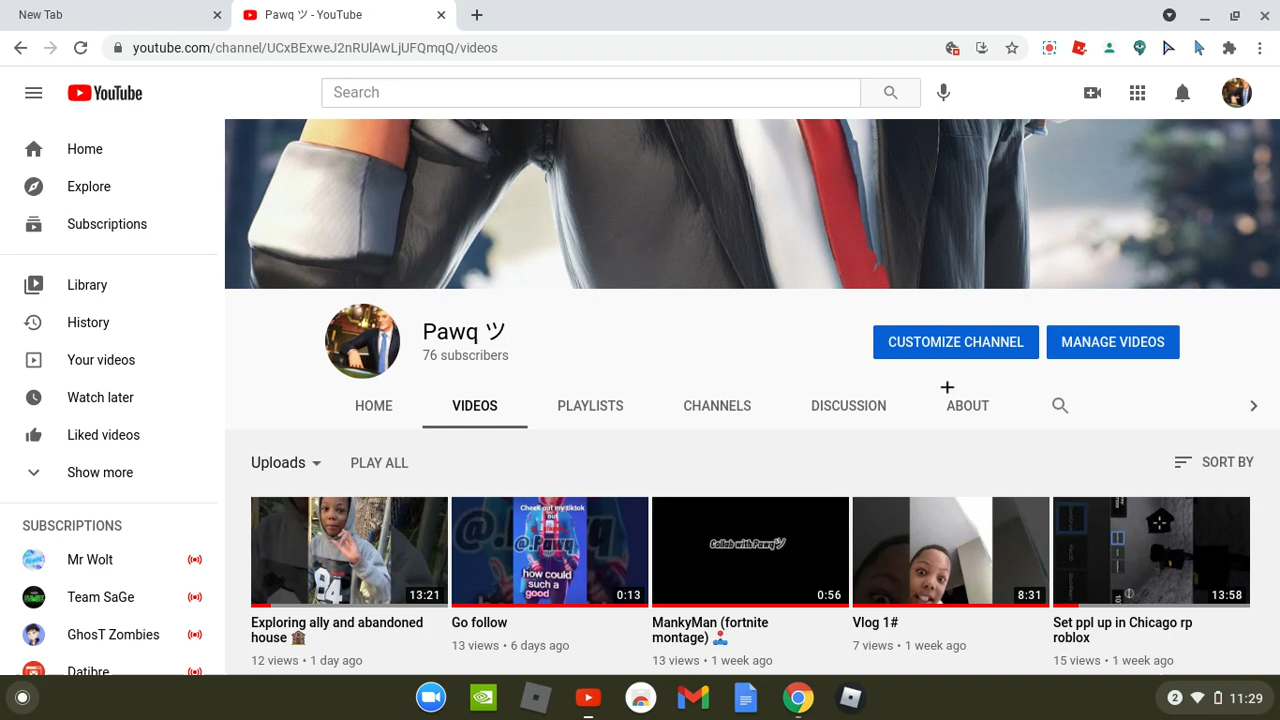 New Tab
Pawq ツ - YouTube
youtube.com/channel/UCxBExweJ2nRUlAwLjUFQmqQ/videos
YouTube
Search
Home
Explore
Subscriptions
Library
History
Your videos
Watch later
Liked videos
Show more
SUBSCRIPTIONS
Mr Wolt
Team SaGe
GhosT Zombies
Datibre
Pawq ツ
76 subscribers
CUSTOMIZE CHANNEL
MANAGE VIDEOS
HOME
VIDEOS
PLAYLISTS
CHANNELS
DISCUSSION
ABOUT
Uploads
PLAY ALL
SORT BY
84
13:21
Exploring ally and abandoned
house 🏚️
12 views • 1 day ago
Check out my tiktok
@.Pawq
how could
such a
good
0:13
Go follow
13 views • 6 days ago
Collab with Pawqツ
0:56
MankyMan (fortnite
montage) 🕹️
13 views • 1 week ago
8:31
Vlog 1#
7 views • 1 week ago
13:58
Set ppl up in Chicago rp
roblox
15 views • 1 week ago
2
11:29